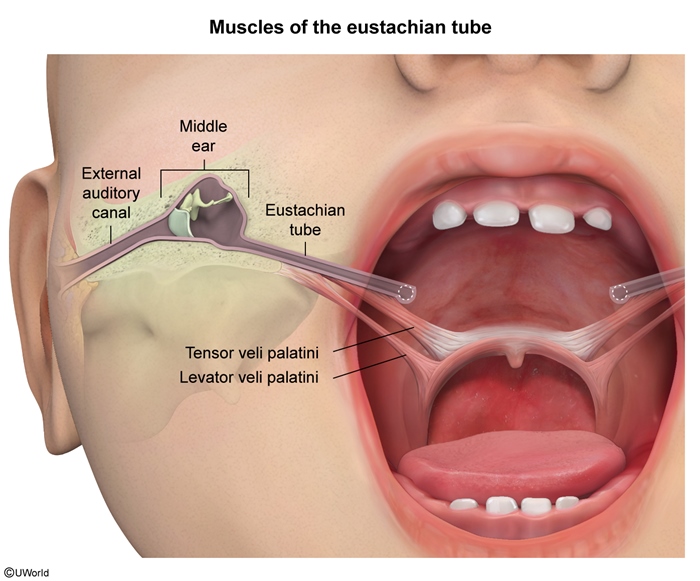 Muscles of the eustachian tube
Middle
ear
External
auditory
canal
Eustachian
tube
Tensor veli palatini
Levator veli palatini
©UWorld